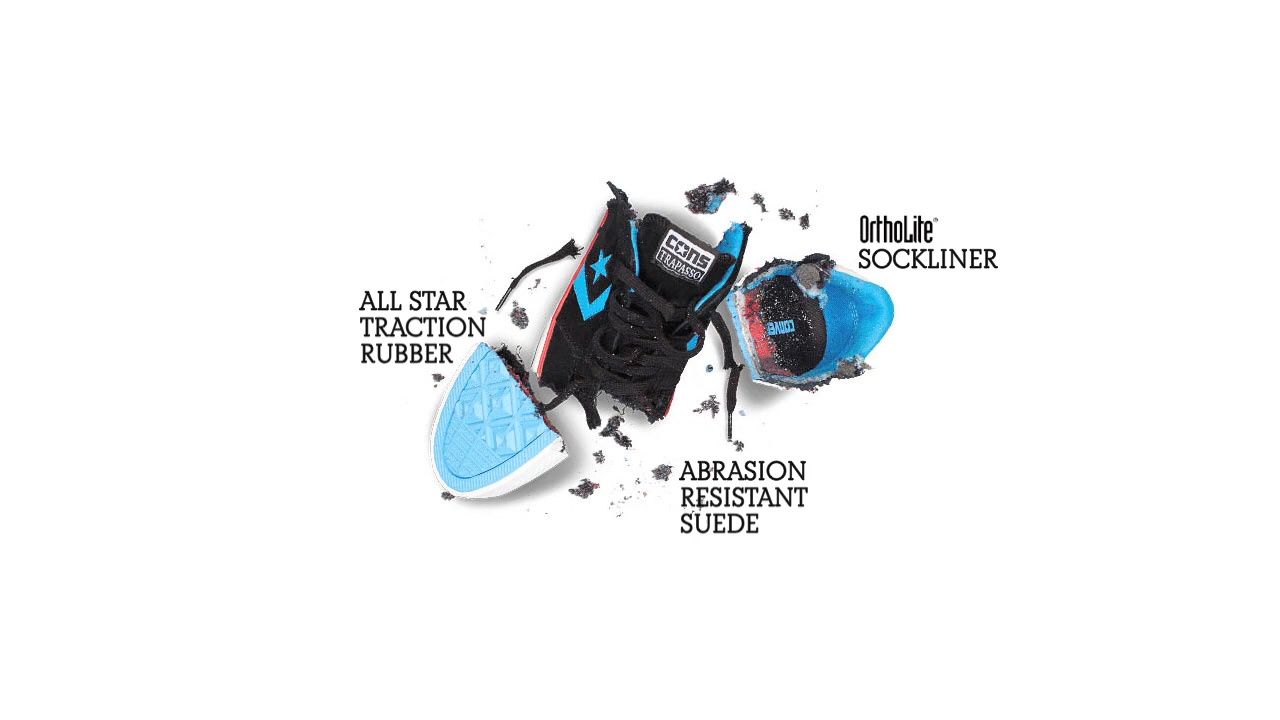 OrthoLite
SOCKLINER
CONS
TRAPASSO
ALL STAR
TRACTION
RUBBER
ABRASION
RESISTANT
SUEDE